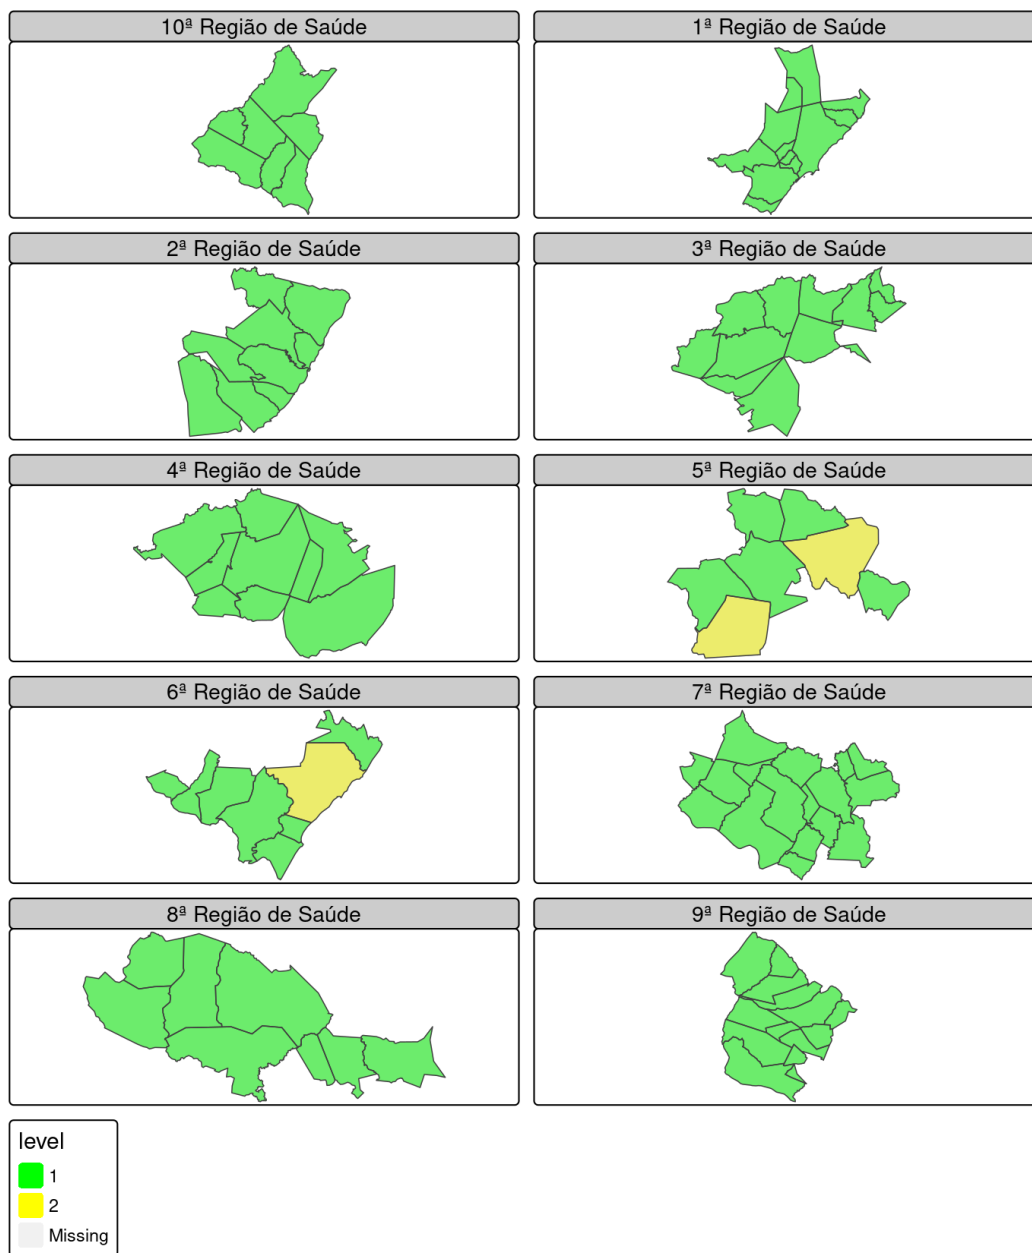 10ª Região de Saúde
1ª Região de Saúde
2ª Região de Saúde
3ª Região de Saúde
4ª Região de Saúde
5ª Região de Saúde
6ª Região de Saúde
7ª Região de Saúde
8ª Região de Saúde
9ª Região de Saúde
level
1
2
Missing